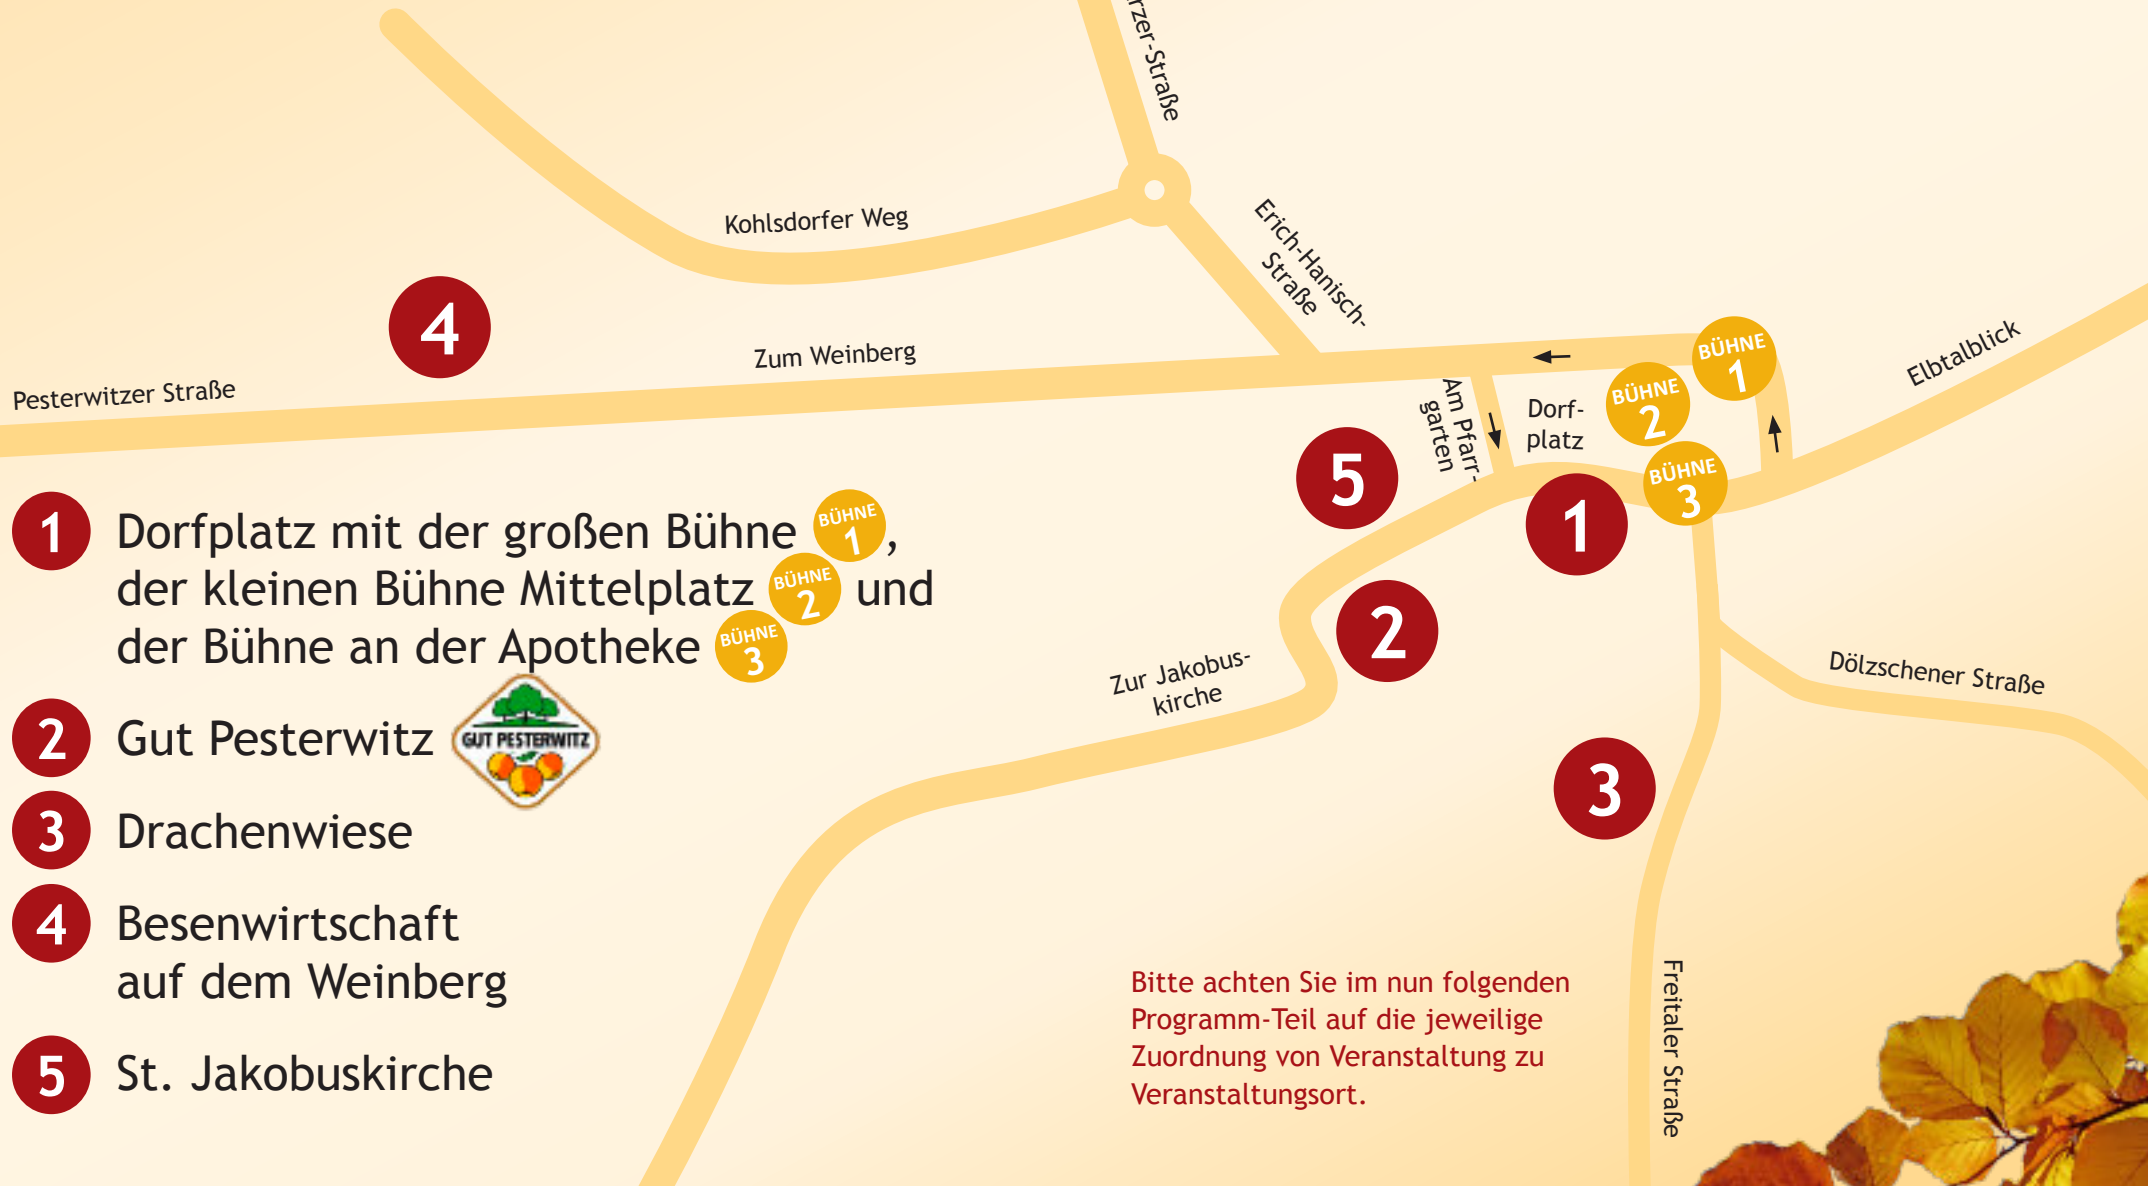 rzer-Straße
Kohlsdorfer Weg
Erich-Hanisch-
Straße
4
Zum Weinberg
Pesterwitzer Straße
BÜHNE
1
Elbtalblick
BÜHNE
2
Dorf-
platz
Am Pfarr-
garten
5
BÜHNE
3
1
2
Zur Jakobus-
kirche
Dölzschener Straße
3
Freitaler Straße
1 Dorfplatz mit der großen Bühne BÜHNE 1,
der kleinen Bühne Mittelplatz BÜHNE 2 und
der Bühne an der Apotheke BÜHNE 3
2 Gut Pesterwitz GUT PESTERWITZ
3 Drachenwiese
4 Besenwirtschaft
auf dem Weinberg
5 St. Jakobuskirche
Bitte achten Sie im nun folgenden
Programm-Teil auf die jeweilige
Zuordnung von Veranstaltung zu
Veranstaltungsort.